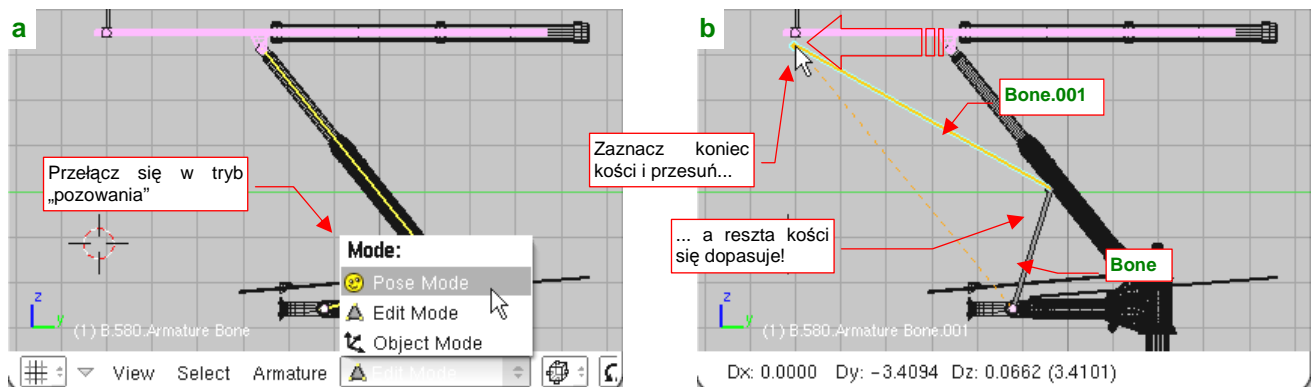 a
Przełącz się w tryb
„pozowania”
Mode:
Pose Mode
Edit Mode
Object Mode
z
y
(1) B.580.Armature Bone
View Select Armature Edit Mode
b
Bone.001
Zaznacz koniec
kości i przesuń...
... a reszta kości
się dopasuje!
Bone
z
y
(1) B.580.Armature Bone.001
Dx: 0.0000 Dy: -3.4094 Dz: 0.0662 (3.4101)